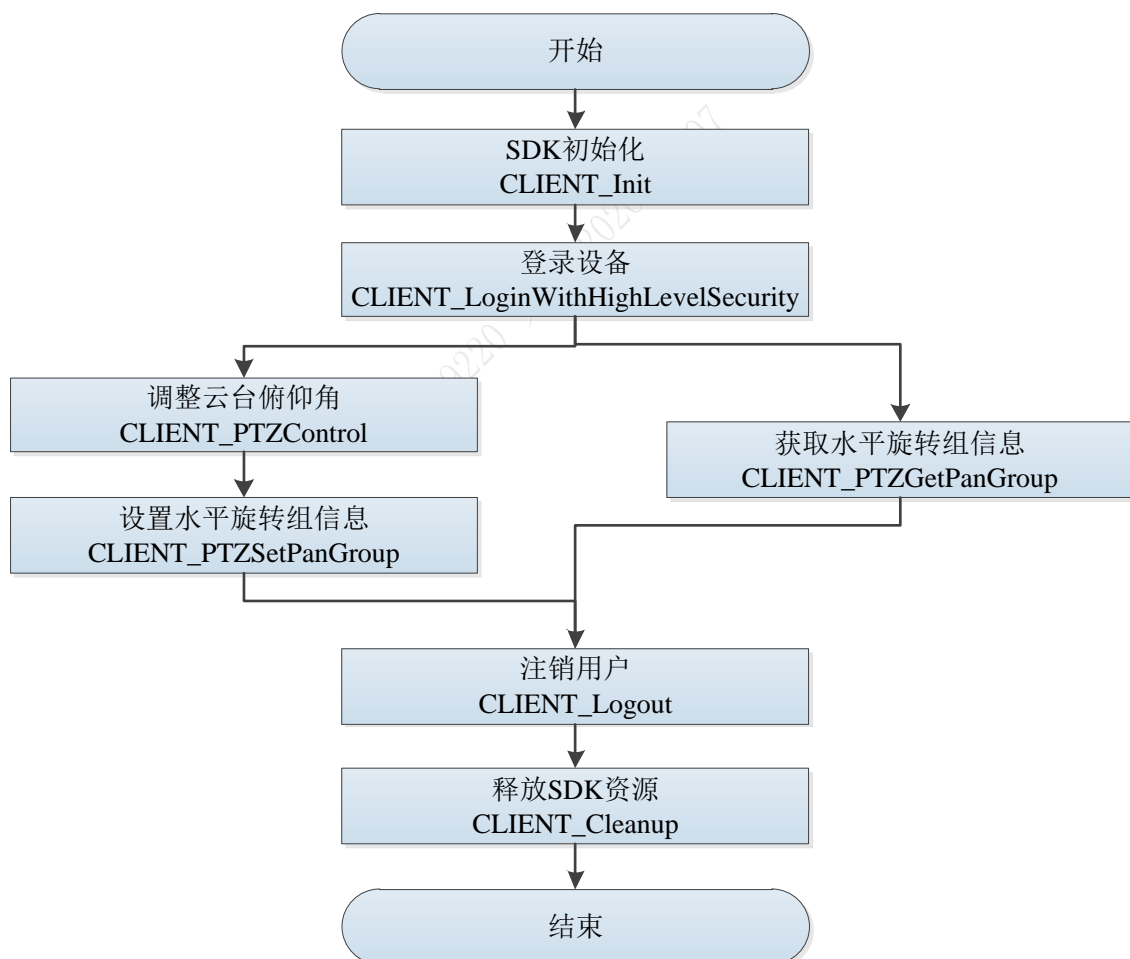 开始
SDK初始化
CLIENT_Init
登录设备
CLIENT_LoginWithHighLevelSecurity
调整云台俯仰角
CLIENT_PTZControl
获取水平旋转组信息
CLIENT_PTZGetPanGroup
设置水平旋转组信息
CLIENT_PTZSetPanGroup
注销用户
CLIENT_Logout
释放SDK资源
CLIENT_Cleanup
结束